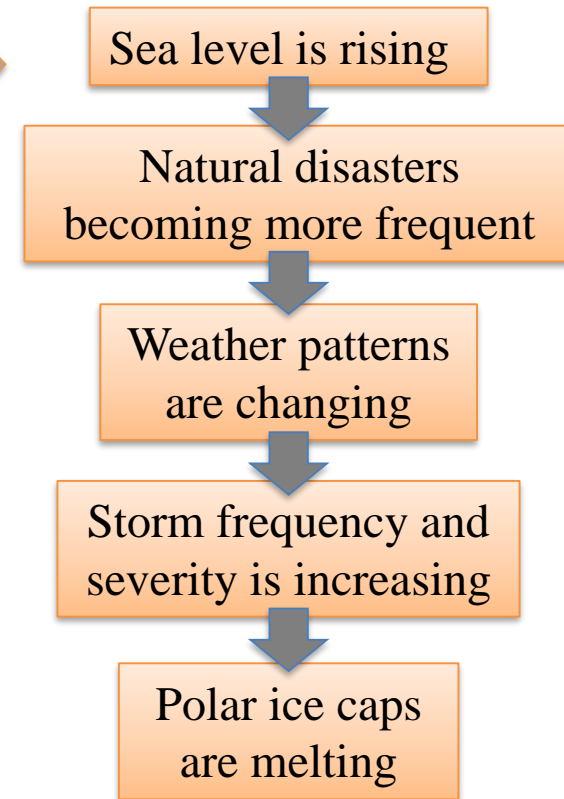 Sea level is rising
Natural disasters
becoming more frequent
Weather patterns
are changing
Storm frequency and
severity is increasing
Polar ice caps
are melting